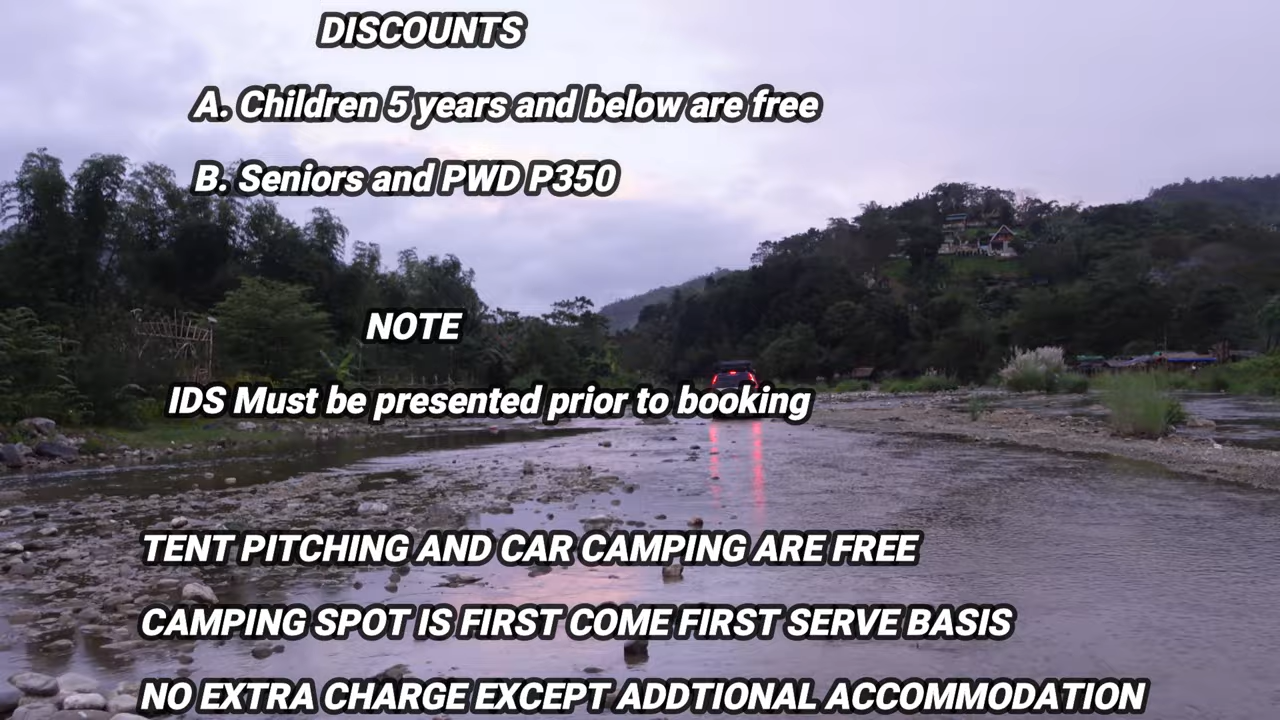 DISCOUNTS
A. Children 5 years and below are free
B. Seniors and PWD P350
NOTE
IDS Must be presented prior to booking
TENT PITCHING AND CAR CAMPING ARE FREE
CAMPING SPOT IS FIRST COME FIRST SERVE BASIS
NO EXTRA CHARGE EXCEPT ADDTIONAL ACCOMMODATION